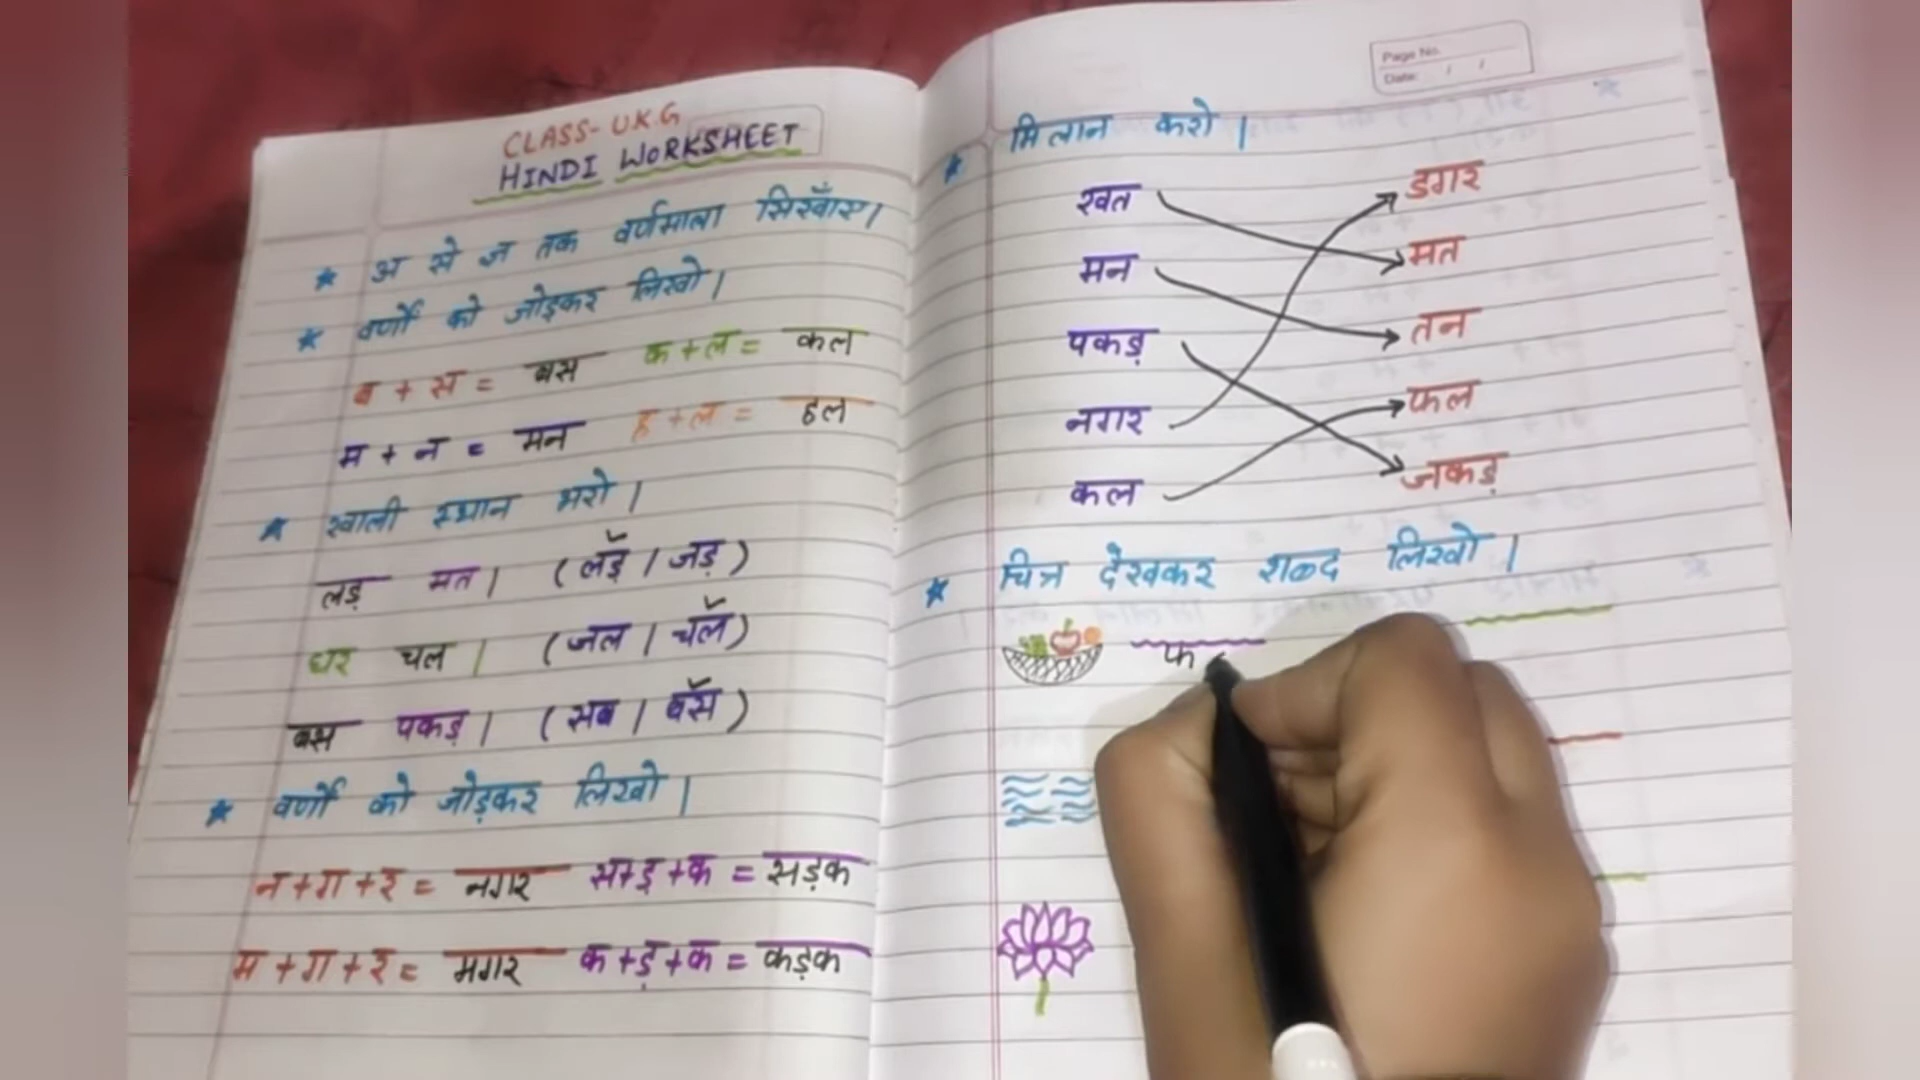 CLASS-UKG
HINDI WORKSHEET
* अ से ज्ञ तक वर्णमाला
* वर्णों को जोड़कर लिखो।
ब + स = बस क + ल = कल
म + न = मन ह + ल = हल
* खाली स्थान भरो।
लड़ मत। (लड़ / जड़)
घर चल। (जल / चल)
बस पकड़। (सब / बस)
* वर्णों को जोड़कर लिखो।
न + ग + र = नगर स + ड़ + क = सड़क
म + ग + र = मगर क + ड़ + क = कड़क
Page No.
Date: / /
* मिलान करो।
खत डगर
मन मत
पकड़ तन
नगर फल
कल जकड़
* चित्र देखकर शब्द लिखो।
फ